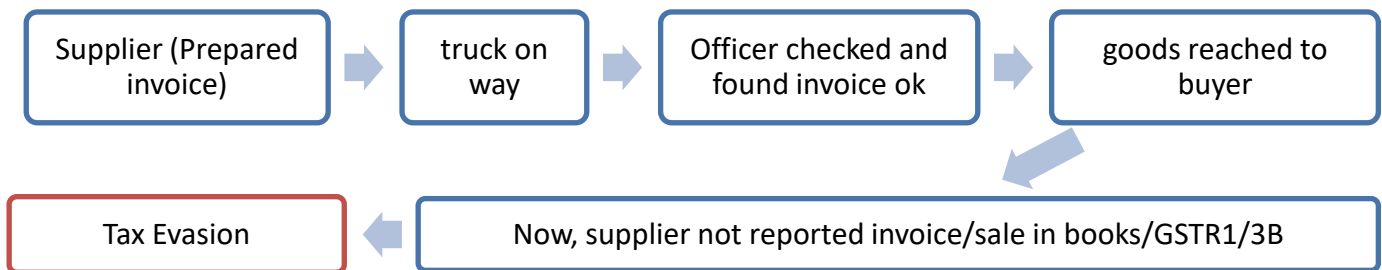 Supplier (Prepared
invoice)
truck on
way
Officer checked and
found invoice ok
goods reached to
buyer
Now, supplier not reported invoice/sale in books/GSTR1/3B
Tax Evasion